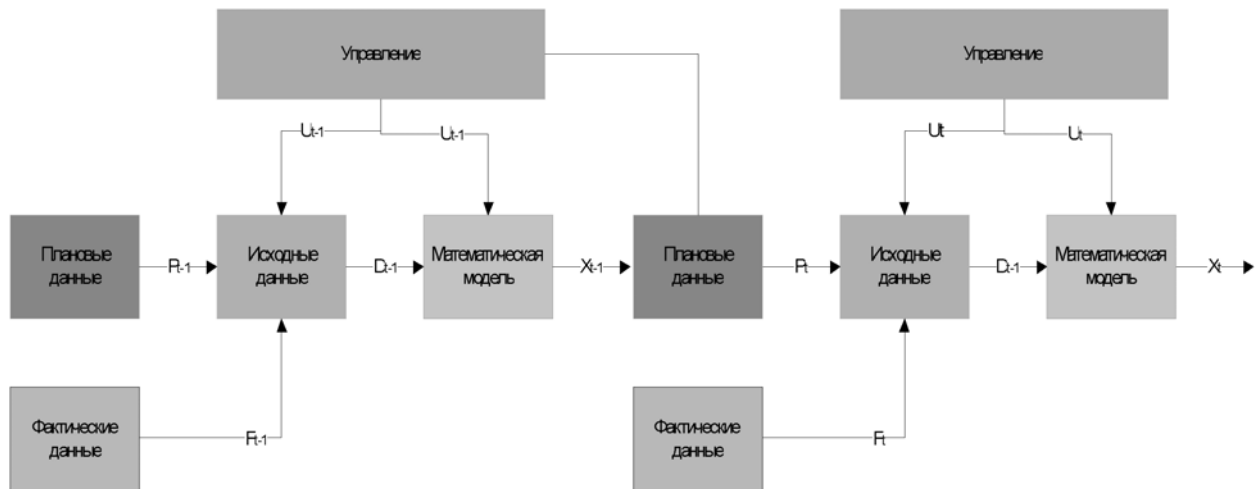 Управление
Управление
Ut-1
Ut-1
Ut
Ut
Плановые
данные
Pt-1
Исходные
данные
Dt-1
Математическая
модель
Xt-1
Плановые
данные
Pt
Исходные
данные
Dt-1
Математическая
модель
Xt
Фактические
данные
Ft-1
Фактические
данные
Ft